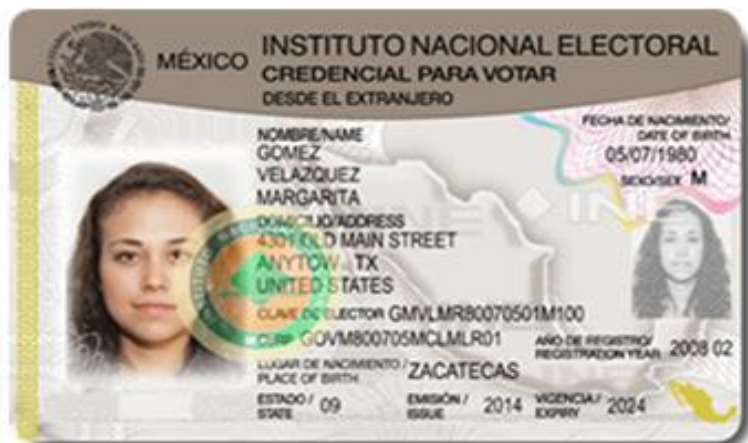 MÉXICO
INSTITUTO NACIONAL ELECTORAL
CREDENCIAL PARA VOTAR
DESDE EL EXTRANJERO
FECHA DE NACIMIENTO/
DATE OF BIRTH
05/07/1980
SEXO/SEX M
NOMBRE/NAME
GOMEZ
VELAZQUEZ
MARGARITA
DOMICILIO/ADDRESS
4301 OLD MAIN STREET
ANYTOW TX
UNITED STATES
CLAVE DE ELECTOR GMVLMR80070501M100
CURP GOVM800705MCLMLR01
AÑO DE REGISTRO/
REGISTRATION YEAR 2008 02
LUGAR DE NACIMIENTO /
PLACE OF BIRTH ZACATECAS
ESTADO /
STATE 09
EMISIÓN /
ISSUE 2014
VIGENCIA /
EXPIRY 2024